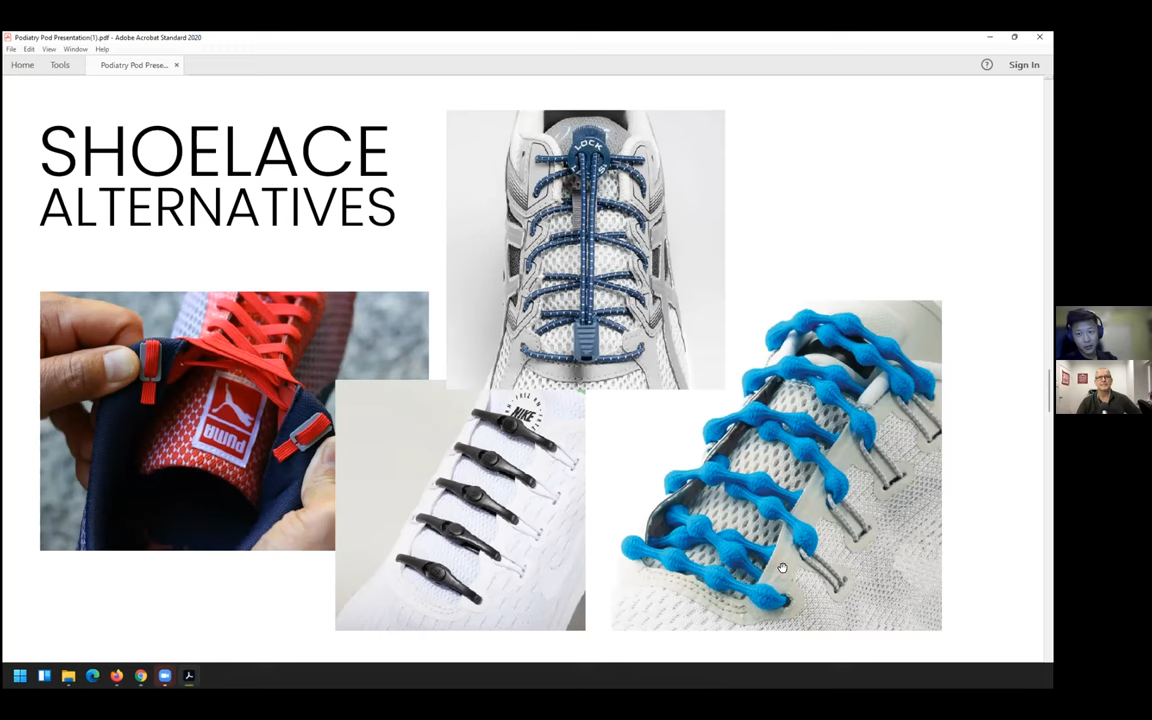 Podiatry Pod Presentation(1).pdf - Adobe Acrobat Standard 2020
File Edit View Window Help
Home Tools Podiatry Pod Prese... ×
? Sign In
SHOELACE
ALTERNATIVES
LOCK
NIKE
PUMA